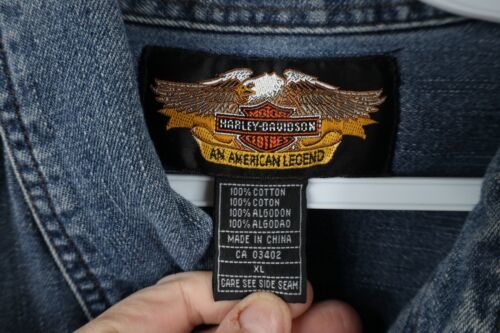 MOTOR
HARLEY-DAVIDSON
CYCLES
AN AMERICAN LEGEND
100% COTTON
100% COTON
100% ALGODON
100% ALGODAO
MADE IN CHINA
CA 03402
XL
CARE SEE SIDE SEAM